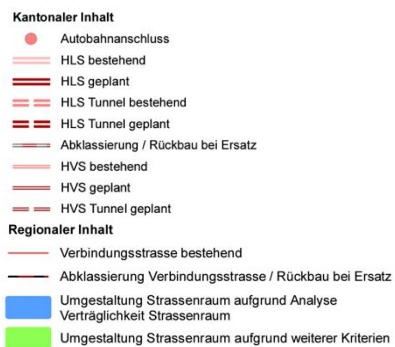 Kantonaler Inhalt
Autobahnanschluss
HLS bestehend
HLS geplant
HLS Tunnel bestehend
HLS Tunnel geplant
Abklassierung / Rückbau bei Ersatz
HVS bestehend
HVS geplant
HVS Tunnel geplant
Regionaler Inhalt
Verbindungsstrasse bestehend
Abklassierung Verbindungsstrasse / Rückbau bei Ersatz
Umgestaltung Strassenraum aufgrund Analyse
Verträglichkeit Strassenraum
Umgestaltung Strassenraum aufgrund weiterer Kriterien